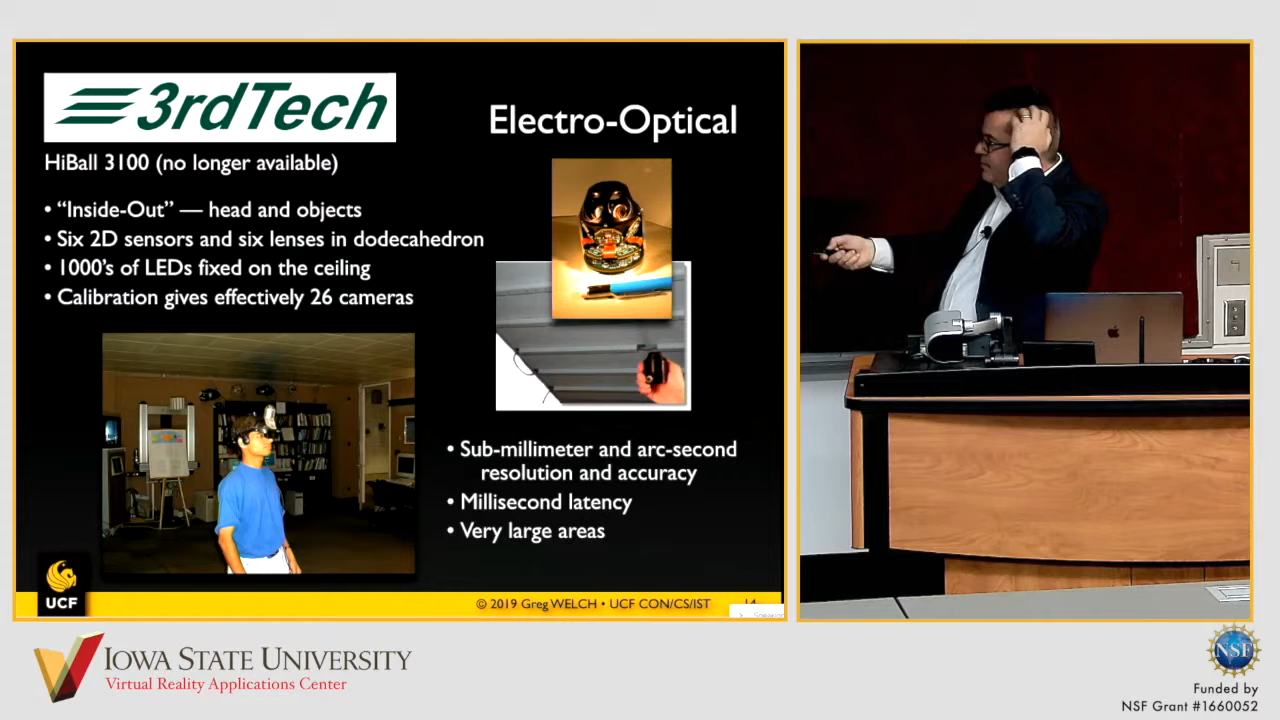 3rdTech
Electro-Optical
HiBall 3100 (no longer available)
• “Inside-Out” — head and objects
• Six 2D sensors and six lenses in dodecahedron
• 1000’s of LEDs fixed on the ceiling
• Calibration gives effectively 26 cameras
• Sub-millimeter and arc-second
resolution and accuracy
• Millisecond latency
• Very large areas
UCF
© 2019 Greg WELCH • UCF CON/CS/IST
IOWA STATE UNIVERSITY
Virtual Reality Applications Center
NSF
Funded by
NSF Grant #1660052